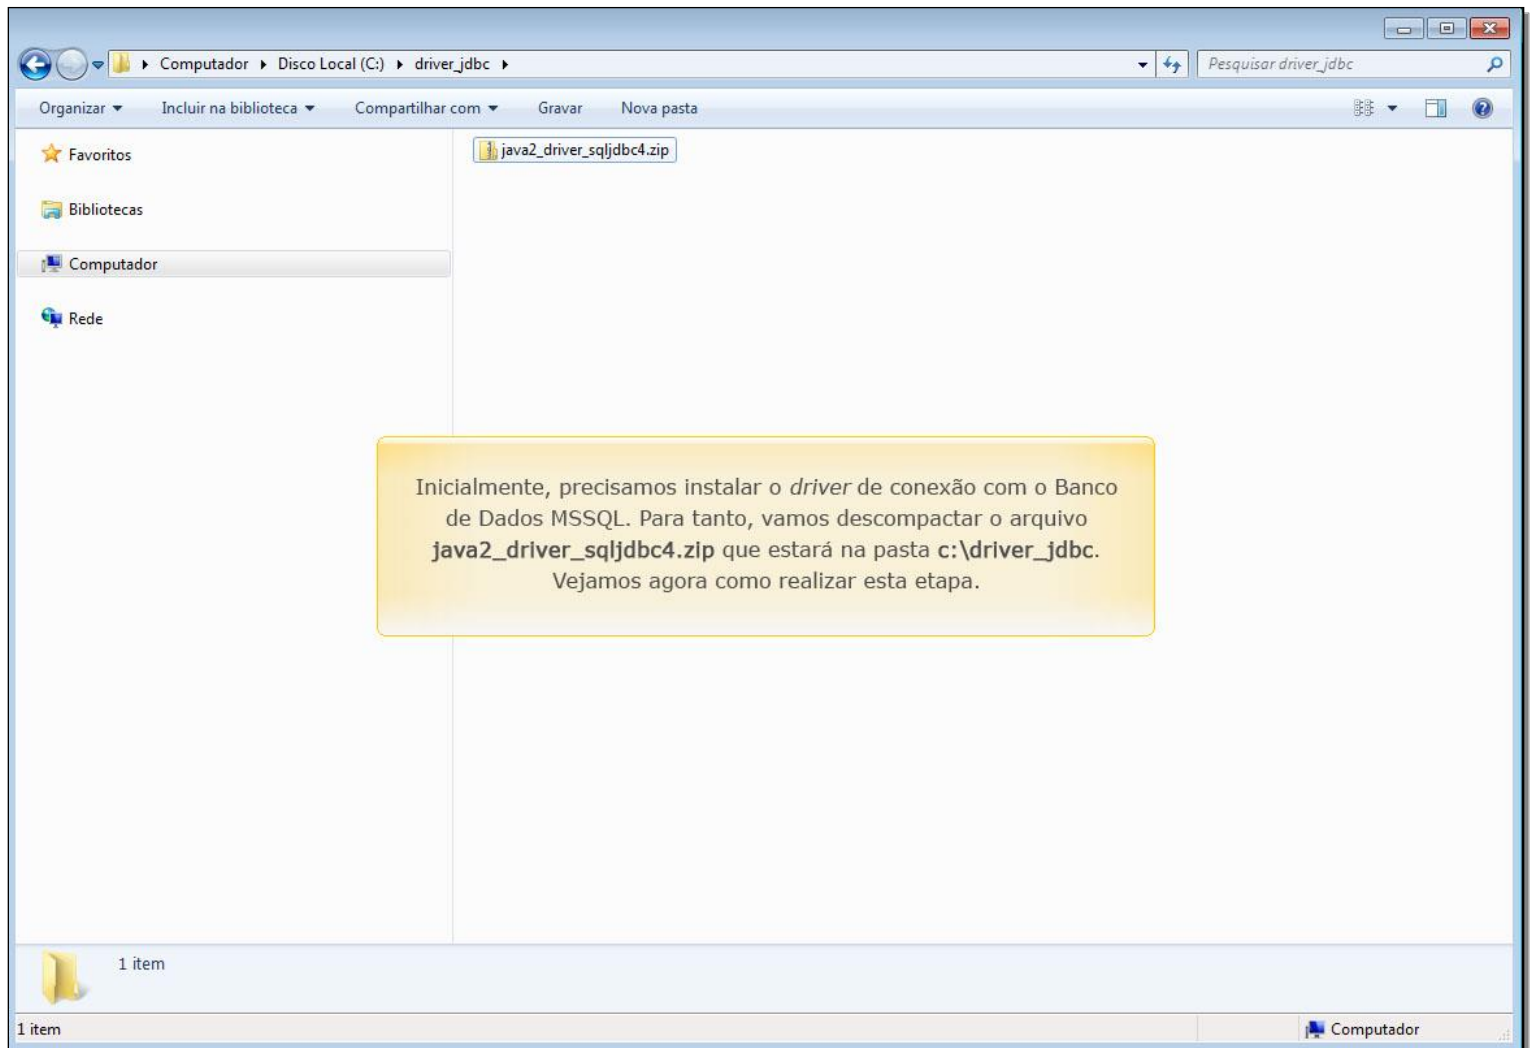 Computador Disco Local (C:) driver_jdbc
Pesquisar driver_jdbc
Organizar Incluir na biblioteca Compartilhar com Gravar Nova pasta
Favoritos
java2_driver_sqljdbc4.zip
Bibliotecas
Computador
Rede
Inicialmente, precisamos instalar o driver de conexão com o Banco
de Dados MSSQL. Para tanto, vamos descompactar o arquivo
java2_driver_sqljdbc4.zip que estará na pasta c:\driver_jdbc.
Vejamos agora como realizar esta etapa.
1 item
1 item
Computador